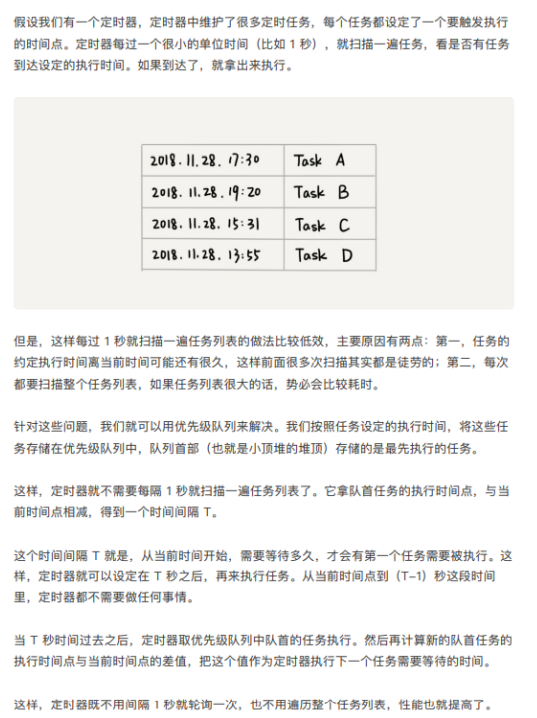 假设我们有一个定时器，定时器中维护了很多定时任务，每个任务都设定了一个要触发执行
的时间点。定时器每过一个很小的单位时间（比如 1 秒），就扫描一遍任务，看是否有任务
到达设定的执行时间。如果到达了，就拿出来执行。
2018.11.28.17:30 Task A
2018.11.28.19:20 Task B
2018.11.28.15:31 Task C
2018.11.28.13:55 Task D
但是，这样每过 1 秒就扫描一遍任务列表的做法比较低效，主要原因有两点：第一，任务的
约定执行时间离当前时间可能还有很久，这样前面很多次扫描其实都是徒劳的；第二，每次
都要扫描整个任务列表，如果任务列表很大的话，势必会比较耗时。
针对这些问题，我们就可以用优先级队列来解决。我们按照任务设定的执行时间，将这些任
务存储在优先级队列中，队列首部（也就是小顶堆的堆顶）存储的是最先执行的任务。
这样，定时器就不需要每隔 1 秒就扫描一遍任务列表了。它拿队首任务的执行时间点，与当
前时间点相减，得到一个时间间隔 T。
这个时间间隔 T 就是，从当前时间开始，需要等待多久，才会有第一个任务需要被执行。这
样，定时器就可以设定在 T 秒之后，再来执行任务。从当前时间点到（T-1）秒这段时间
里，定时器都不需要做任何事情。
当 T 秒时间过去之后，定时器取优先级队列中队首的任务执行。然后再计算新的队首任务的
执行时间点与当前时间点的差值，把这个值作为定时器执行下一个任务需要等待的时间。
这样，定时器既不用间隔 1 秒就轮询一次，也不用遍历整个任务列表，性能也就提高了。